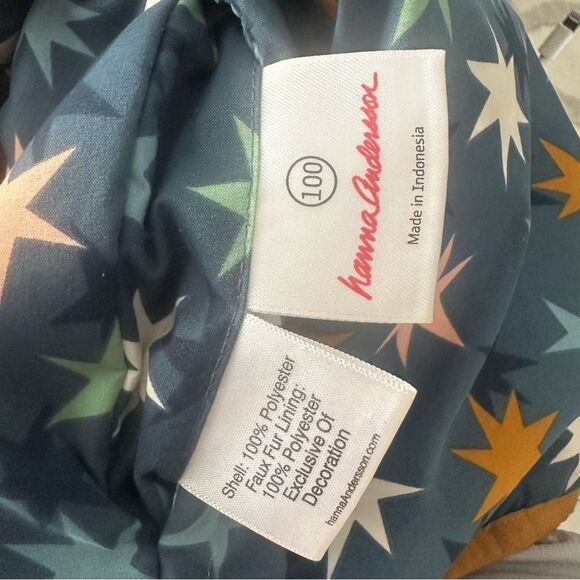 100
hanna Andersson
Made in Indonesia
Shell: 100% Polyester
Faux Fur Lining:
100% Polyester
Exclusive Of
Decoration
hannaAndersson.com